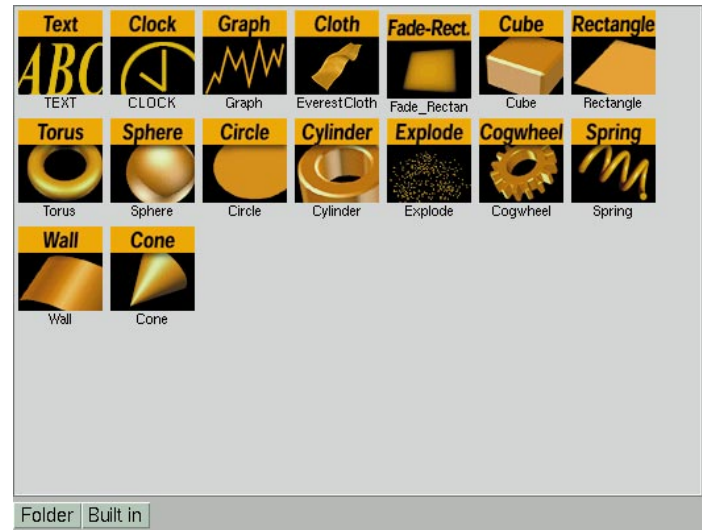 Text Clock Graph Cloth Fade-Rect. Cube Rectangle
ABC
TEXT CLOCK Graph EverestCloth Fade_Rectan Cube Rectangle
Torus Sphere Circle Cylinder Explode Cogwheel Spring
Torus Sphere Circle Cylinder Explode Cogwheel Spring
Wall Cone
Wall Cone
Folder Built in